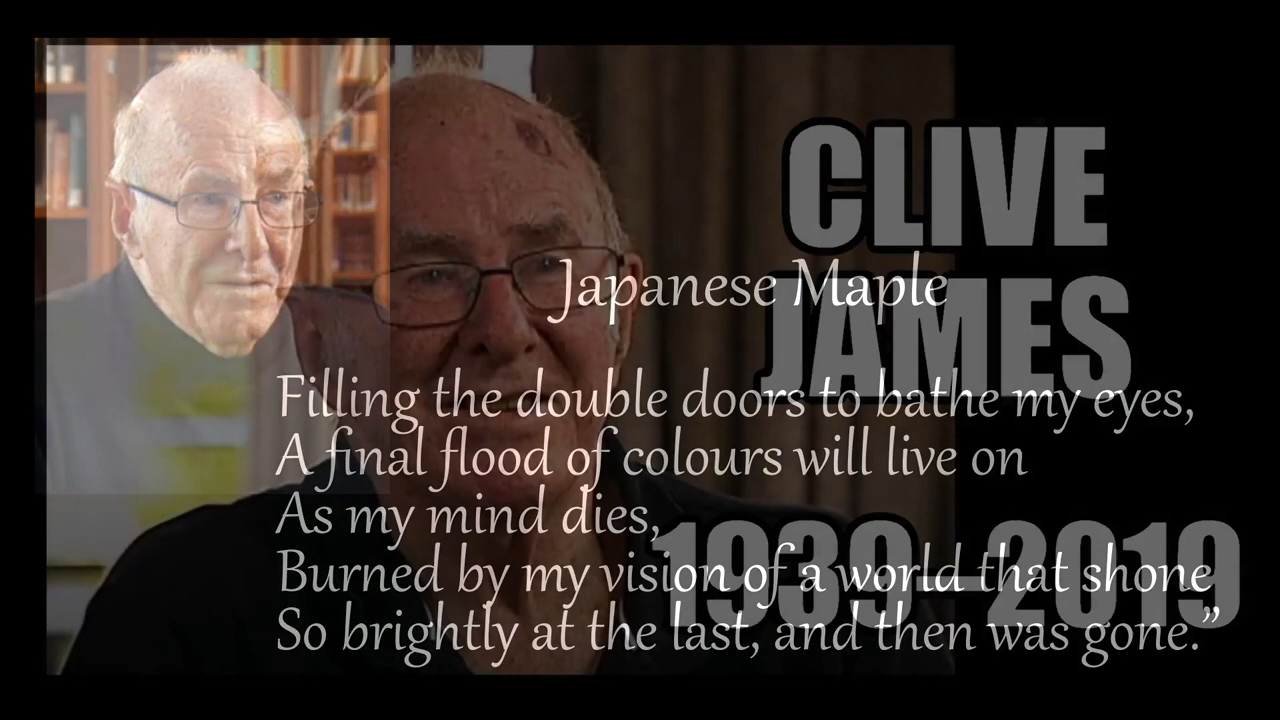 CLIVE
JAMES
1939–2019
Japanese Maple
Filling the double doors to bathe my eyes,
A final flood of colours will live on
As my mind dies,
Burned by my vision of a world that shone
So brightly at the last, and then was gone.”